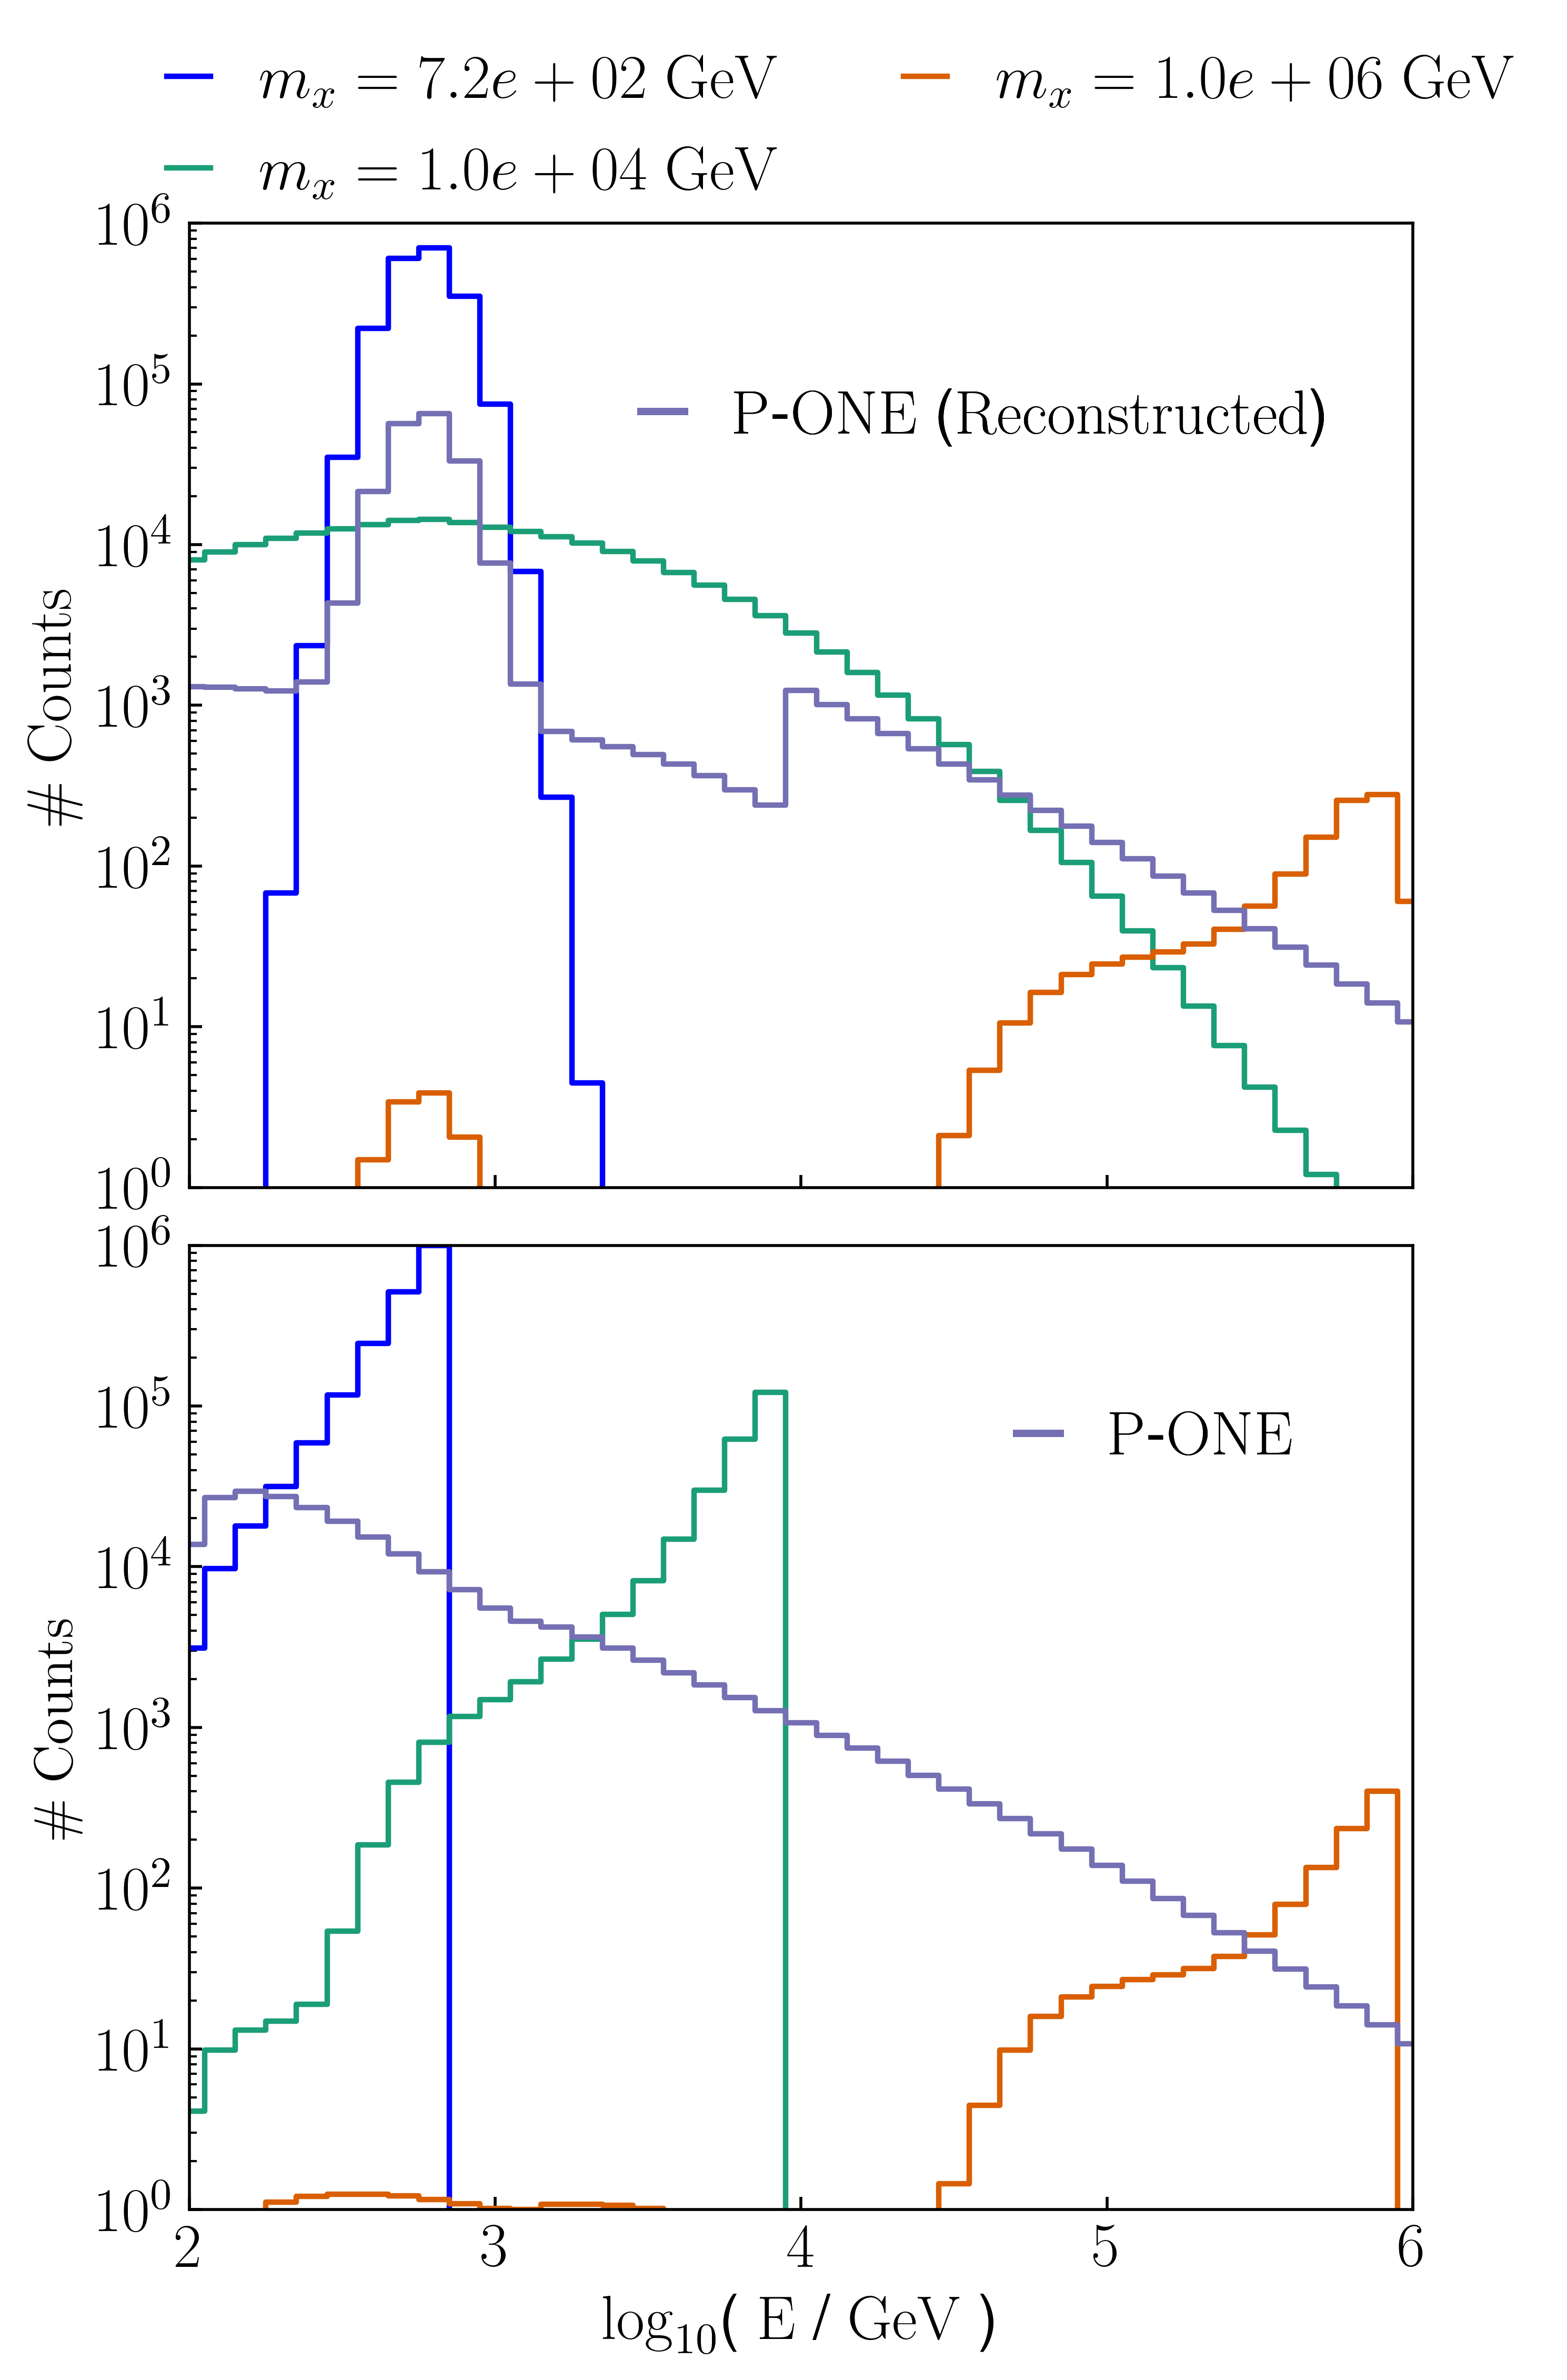 m_x = 7.2e + 02 GeV
m_x = 1.0e + 06 GeV
m_x = 1.0e + 04 GeV
10^6
10^5
10^4
10^3
10^2
10^1
10^0
# Counts
P-ONE (Reconstructed)
10^6
10^5
10^4
10^3
10^2
10^1
10^0
# Counts
P-ONE
2 3 4 5 6
log_10( E / GeV )